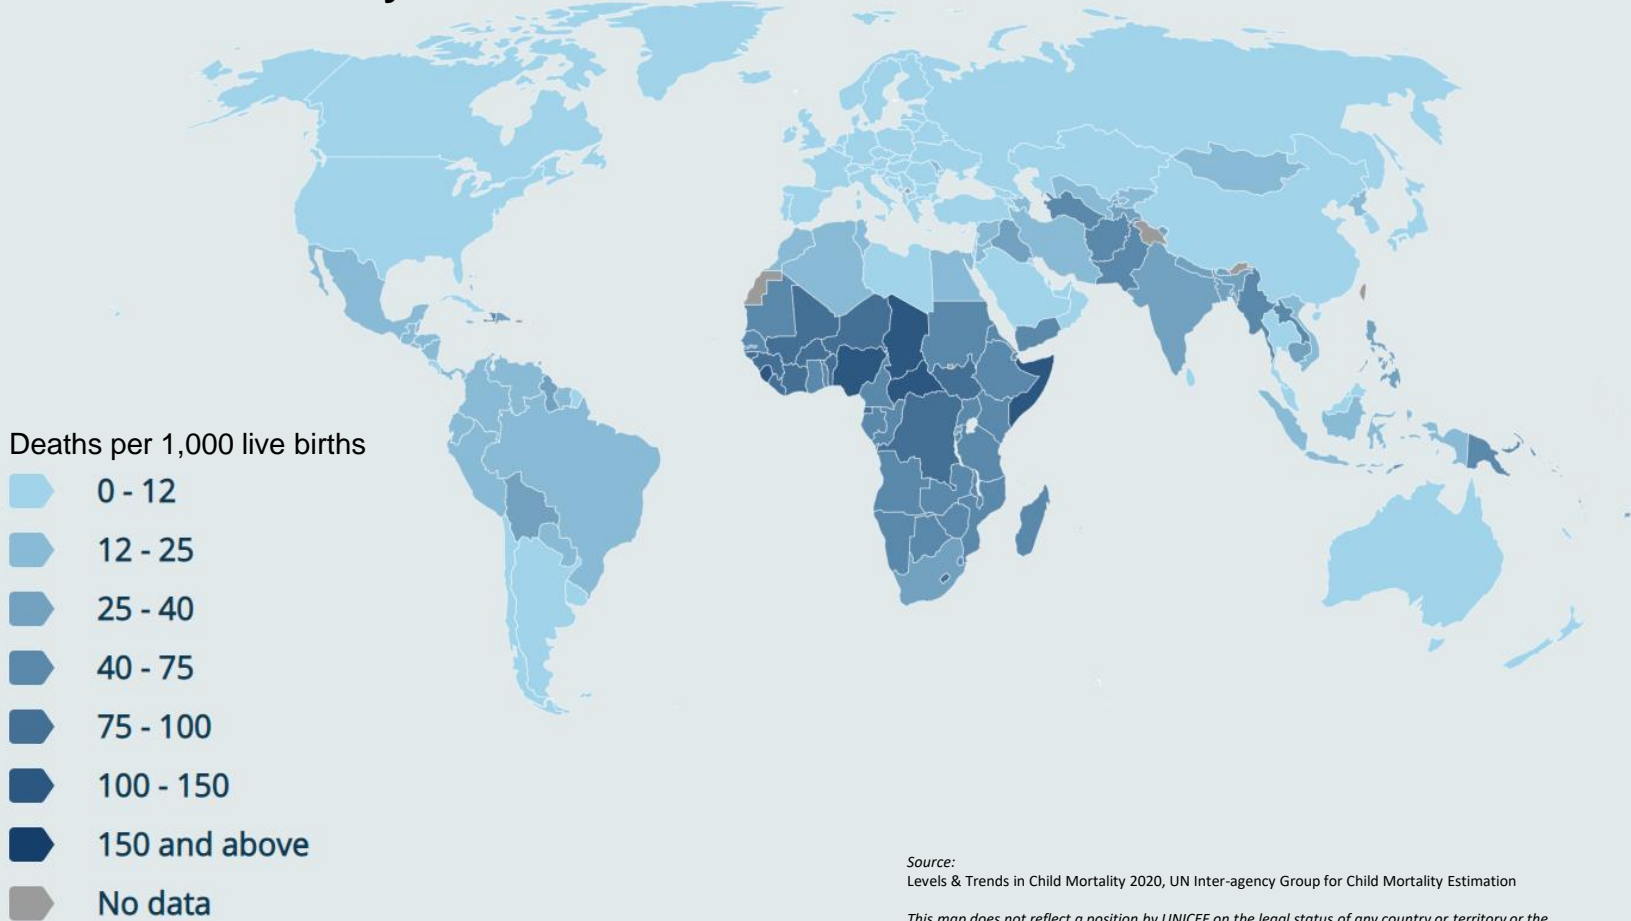 Deaths per 1,000 live births
0 - 12
12 - 25
25 - 40
40 - 75
75 - 100
100 - 150
150 and above
No data
Source:
Levels & Trends in Child Mortality 2020, UN Inter-agency Group for Child Mortality Estimation
This map does not reflect a position by UNICEF on the legal status of any country or territory or the